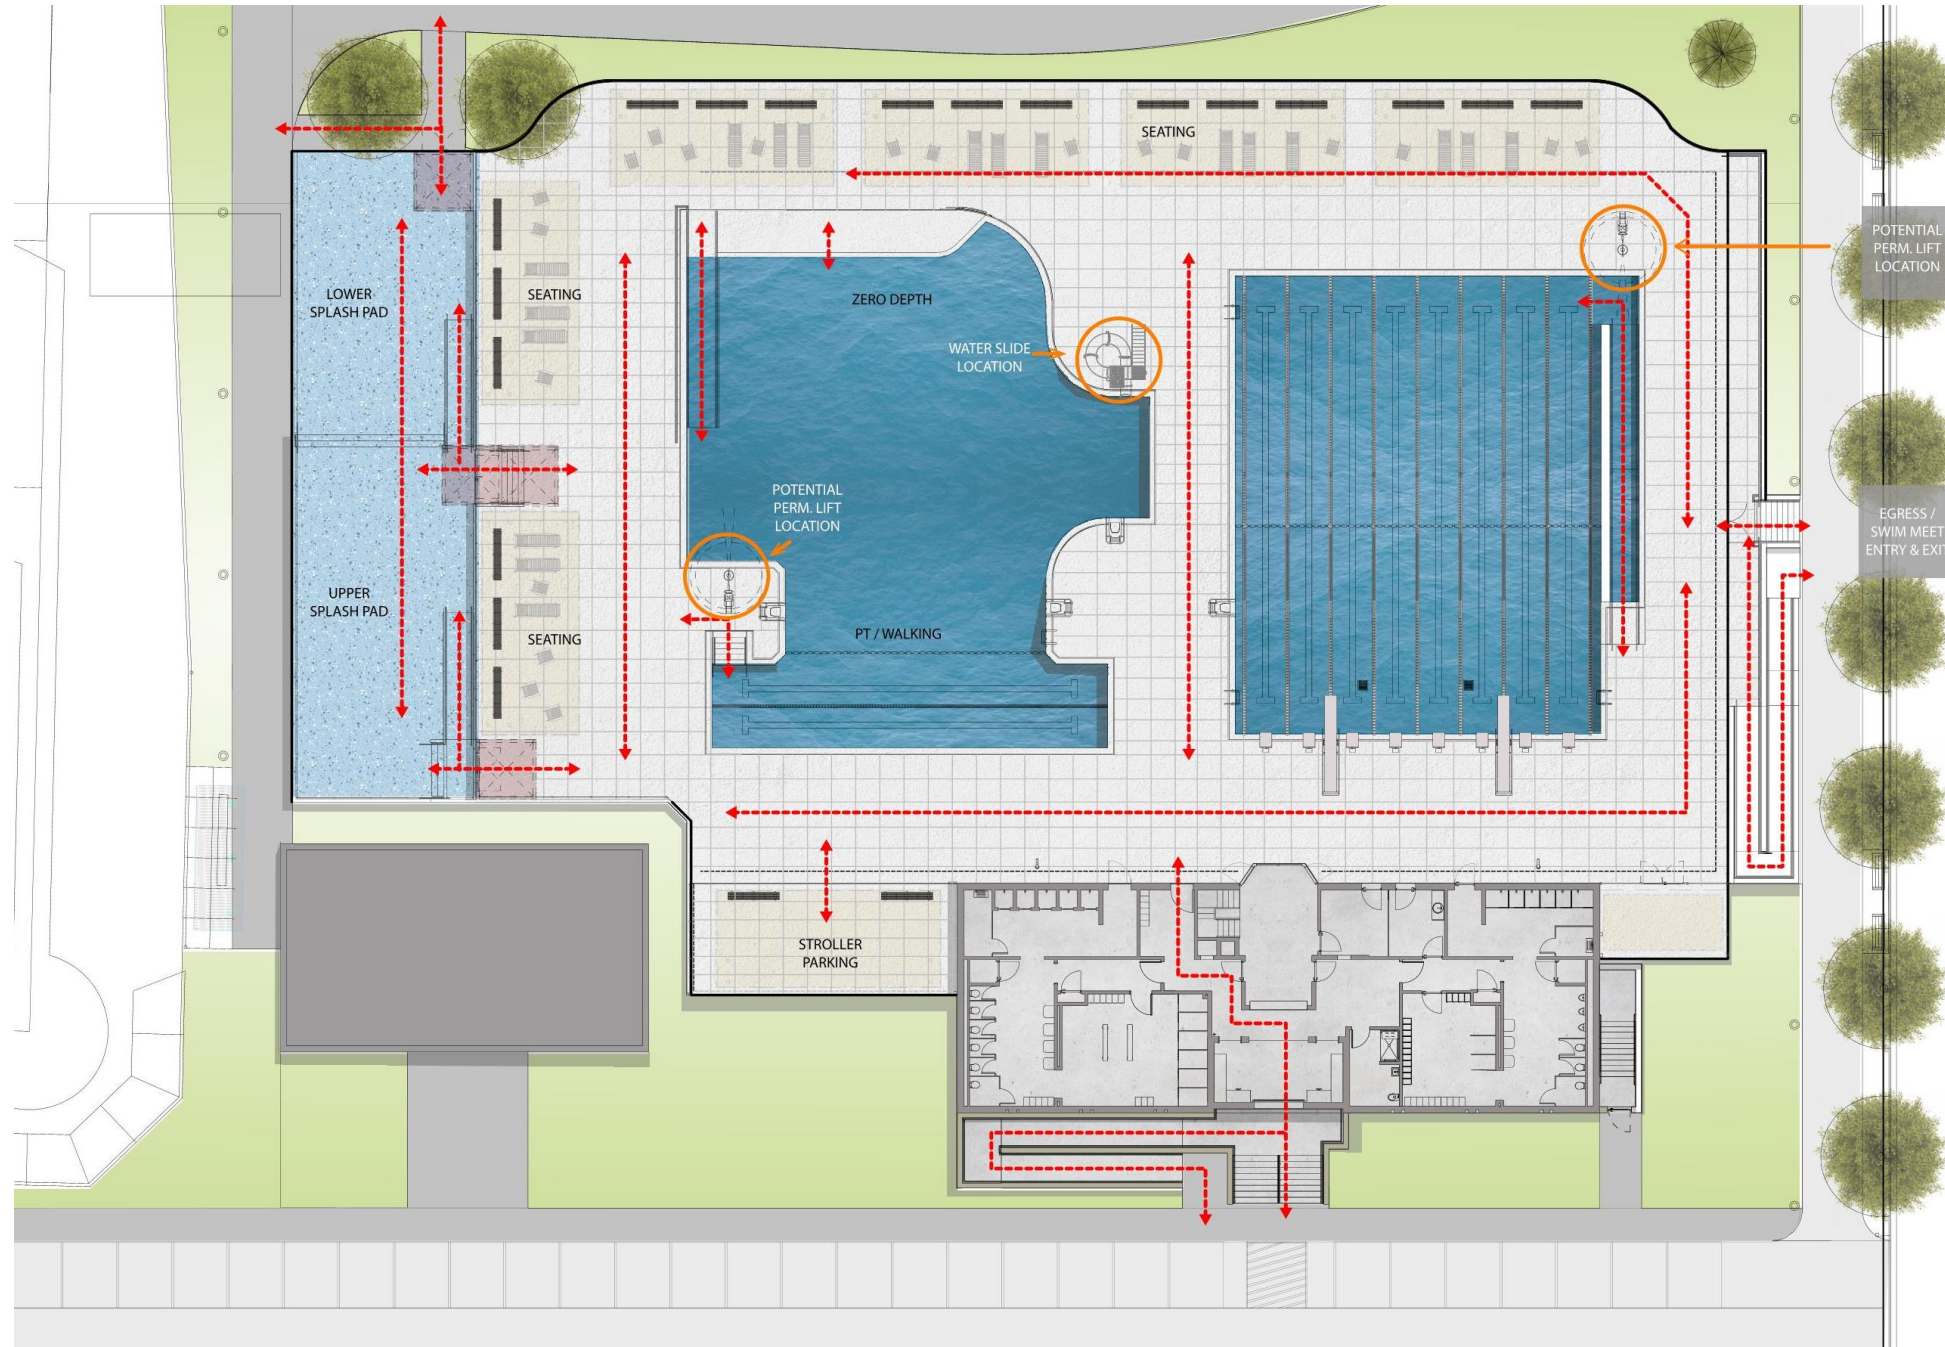 SEATING
POTENTIAL
PERM. LIFT
LOCATION
LOWER
SPLASH PAD
SEATING
ZERO DEPTH
WATER SLIDE
LOCATION
POTENTIAL
PERM. LIFT
LOCATION
EGRESS /
SWIM MEET
ENTRY & EXIT
UPPER
SPLASH PAD
SEATING
PT / WALKING
STROLLER
PARKING